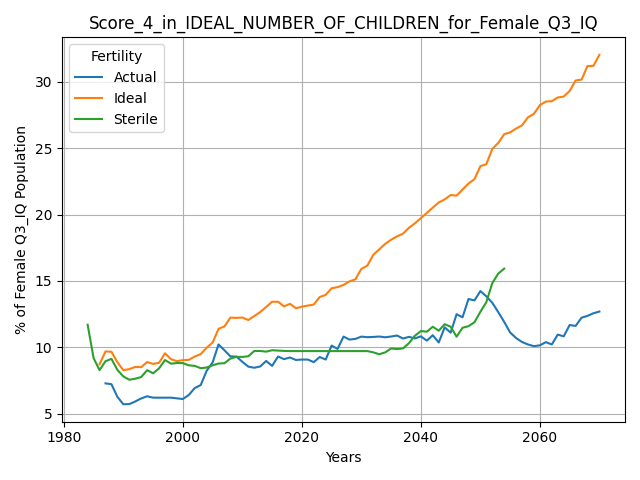 Score_4_in_IDEAL_NUMBER_OF_CHILDREN_for_Female_Q3_IQ
Fertility
Actual
Ideal
Sterile
% of Female Q3_IQ Population
30
25
20
15
10
5
1980 2000 2020 2040 2060
Years